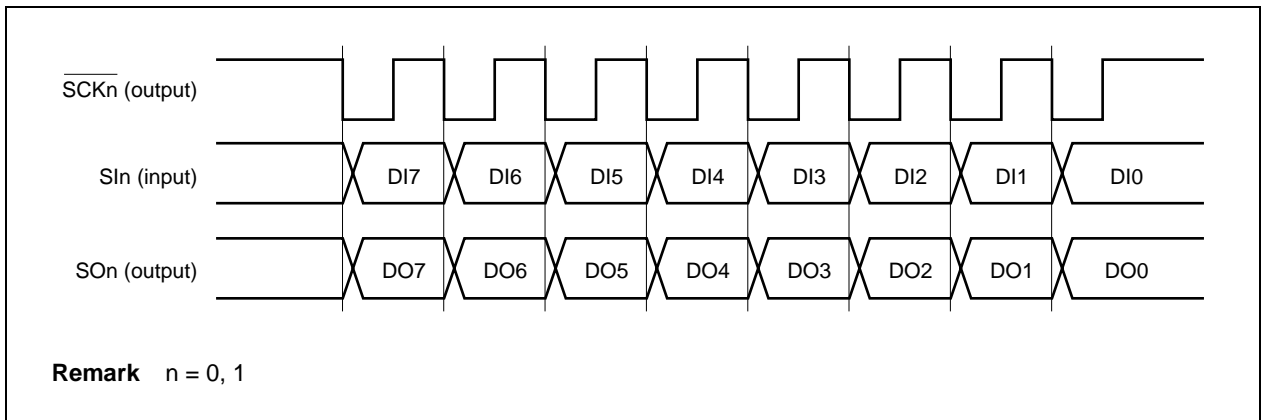 SCKn (output)
SIn (input) DI7 DI6 DI5 DI4 DI3 DI2 DI1 DI0
SOn (output) DO7 DO6 DO5 DO4 DO3 DO2 DO1 DO0
Remark n = 0, 1